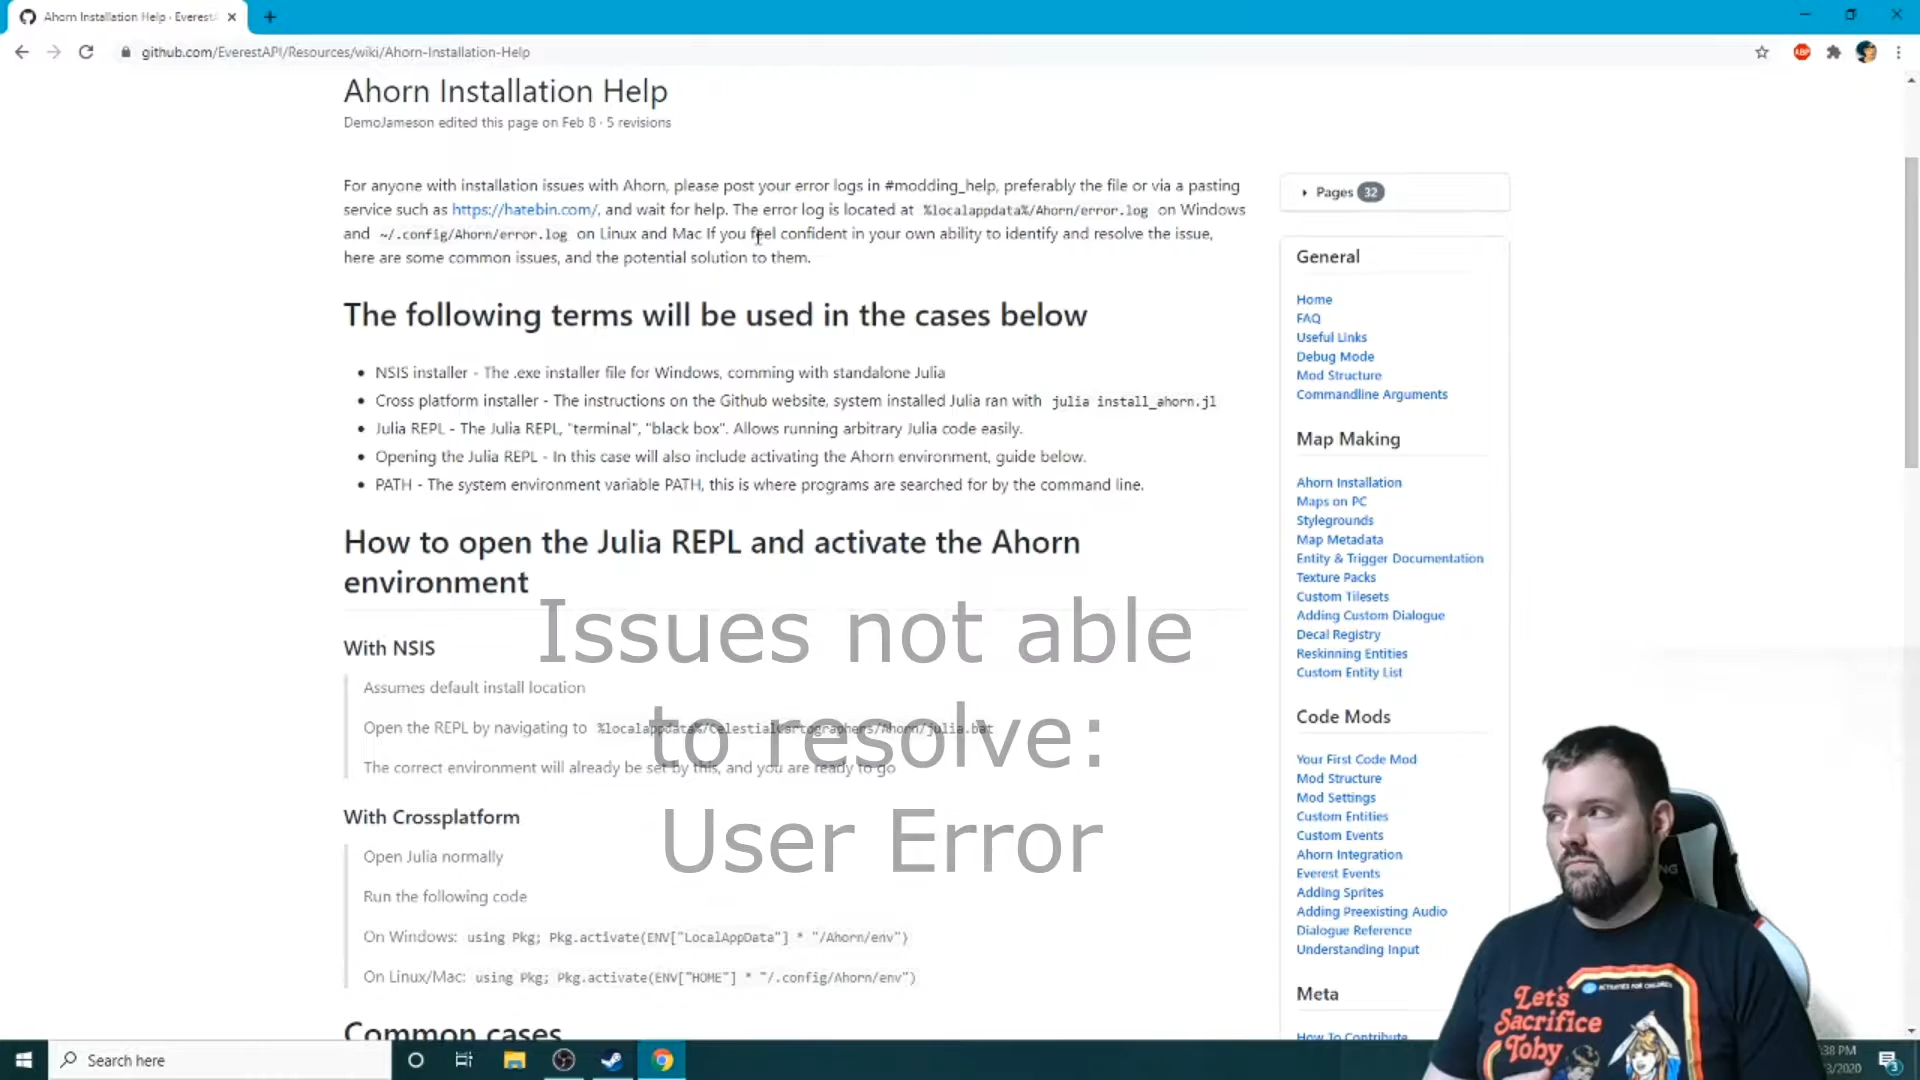 Ahorn Installation Help · Everest
github.com/EverestAPI/Resources/wiki/Ahorn-Installation-Help
ABP
Ahorn Installation Help
DemoJameson edited this page on Feb 8 · 5 revisions
For anyone with installation issues with Ahorn, please post your error logs in #modding_help, preferably the file or via a pasting
service such as https://hatebin.com/, and wait for help. The error log is located at %localappdata%/Ahorn/error.log on Windows
and ~/.config/Ahorn/error.log on Linux and Mac If you feel confident in your own ability to identify and resolve the issue,
here are some common issues, and the potential solution to them.
The following terms will be used in the cases below
• NSIS installer - The .exe installer file for Windows, comming with standalone Julia
• Cross platform installer - The instructions on the Github website, system installed Julia ran with julia install_ahorn.jl
• Julia REPL - The Julia REPL, "terminal", "black box". Allows running arbitrary Julia code easily.
• Opening the Julia REPL - In this case will also include activating the Ahorn environment, guide below.
• PATH - The system environment variable PATH, this is where programs are searched for by the command line.
How to open the Julia REPL and activate the Ahorn
environment
With NSIS
Assumes default install location
Open the REPL by navigating to %localappdata%/CelestialCartographers/Ahorn/julia.bat
The correct environment will already be set by this, and you are ready to go
With Crossplatform
Open Julia normally
Run the following code
On Windows: using Pkg; Pkg.activate(ENV["LocalAppData"] * "/Ahorn/env")
On Linux/Mac: using Pkg; Pkg.activate(ENV["HOME"] * "/.config/Ahorn/env")
Common cases
Issues not able
to resolve:
User Error
Pages 32
General
Home
FAQ
Useful Links
Debug Mode
Mod Structure
Commandline Arguments
Map Making
Ahorn Installation
Maps on PC
Stylegrounds
Map Metadata
Entity & Trigger Documentation
Texture Packs
Custom Tilesets
Adding Custom Dialogue
Decal Registry
Reskinning Entities
Custom Entity List
Code Mods
Your First Code Mod
Mod Structure
Mod Settings
Custom Entities
Custom Events
Ahorn Integration
Everest Events
Adding Sprites
Adding Preexisting Audio
Dialogue Reference
Understanding Input
Meta
How To Contribute
ACTIVITIES FOR CHILDREN
Let's
Sacrifice
Toby
Search here
:38 PM
/3/2020
3